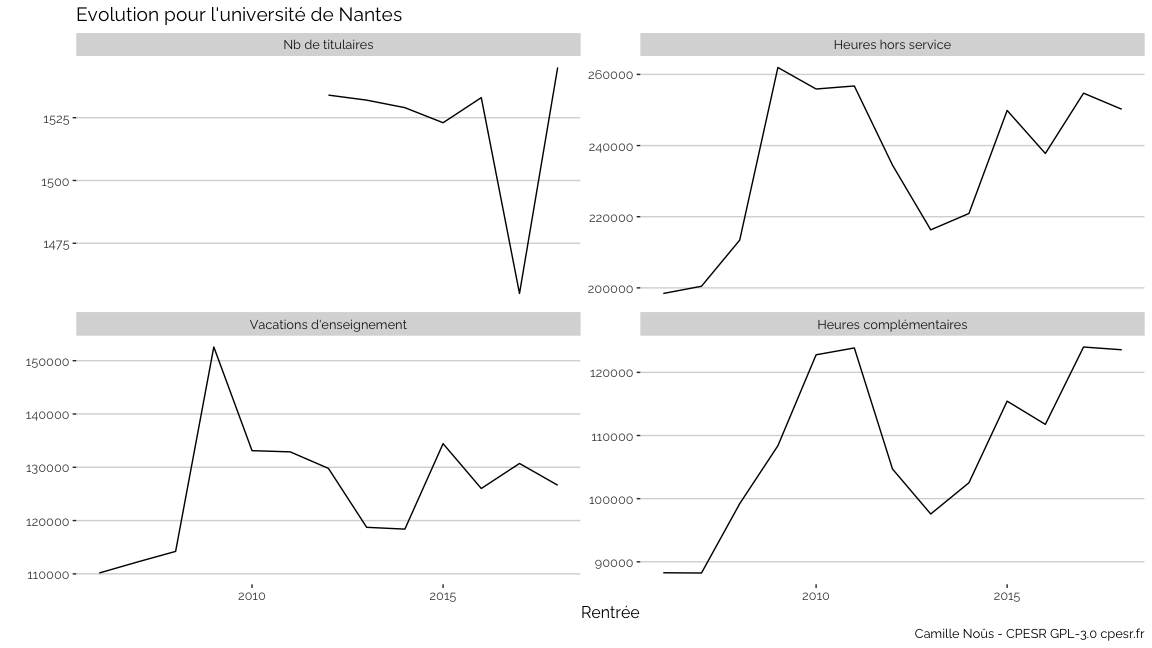 Evolution pour l'université de Nantes
Nb de titulaires
Heures hors service
1525
1500
1475
260000
240000
220000
200000
Vacations d'enseignement
Heures complémentaires
150000
140000
130000
120000
110000
120000
110000
100000
90000
2010
2015
2010
2015
Rentrée
Camille Noûs - CPESR GPL-3.0 cpesr.fr